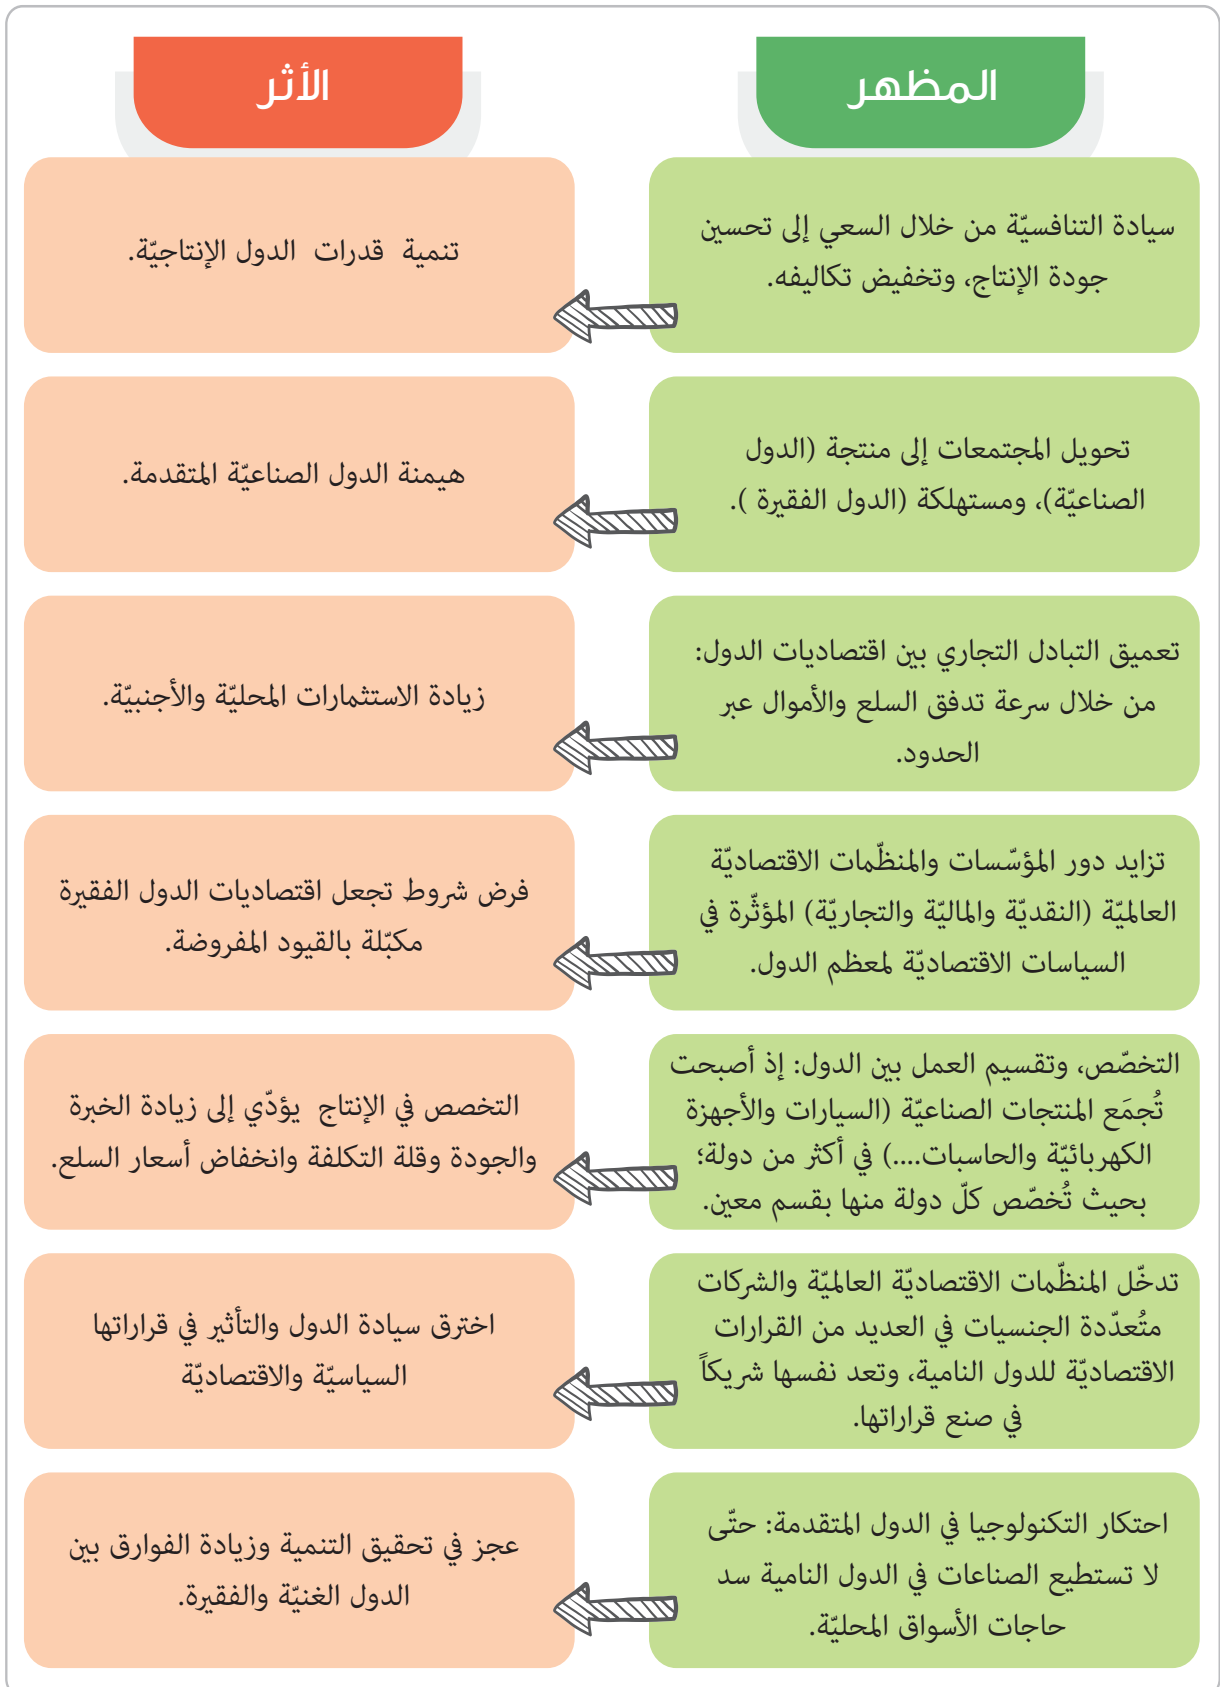 المظهر
الأثر
سيادة التنافسيّة من خلال السعي إلى تحسين
جودة الإنتاج، وتخفيض تكاليفه.
تنمية قدرات الدول الإنتاجيّة.
تحويل المجتمعات إلى منتجة (الدول
الصناعيّة)، ومستهلكة (الدول الفقيرة ).
هيمنة الدول الصناعيّة المتقدمة.
تعميق التبادل التجاري بين اقتصاديات الدول:
من خلال سرعة تدفق السلع والأموال عبر
الحدود.
زيادة الاستثمارات المحليّة والأجنبيّة.
تزايد دور المؤسّسات والمنظّمات الاقتصاديّة
العالميّة (النقديّة والماليّة والتجاريّة) المؤثّرة في
السياسات الاقتصاديّة لمعظم الدول.
فرض شروط تجعل اقتصاديات الدول الفقيرة
مكبّلة بالقيود المفروضة.
التخصّص، وتقسيم العمل بين الدول: إذ أصبحت
تُجمَع المنتجات الصناعيّة (السيارات والأجهزة
الكهربائيّة والحاسبات....) في أكثر من دولة؛
بحيث تُخصّص كلّ دولة منها بقسم معين.
التخصص في الإنتاج يؤدّي إلى زيادة الخبرة
والجودة وقلة التكلفة وانخفاض أسعار السلع.
تدخّل المنظّمات الاقتصاديّة العالميّة والشركات
متُعدّدة الجنسيات في العديد من القرارات
الاقتصاديّة للدول النامية، وتعد نفسها شريكاً
في صنع قراراتها.
اخترق سيادة الدول والتأثير في قراراتها
السياسيّة والاقتصاديّة
احتكار التكنولوجيا في الدول المتقدمة: حتّى
لا تستطيع الصناعات في الدول النامية سد
حاجات الأسواق المحليّة.
عجز في تحقيق التنمية وزيادة الفوارق بين
الدول الغنيّة والفقيرة.